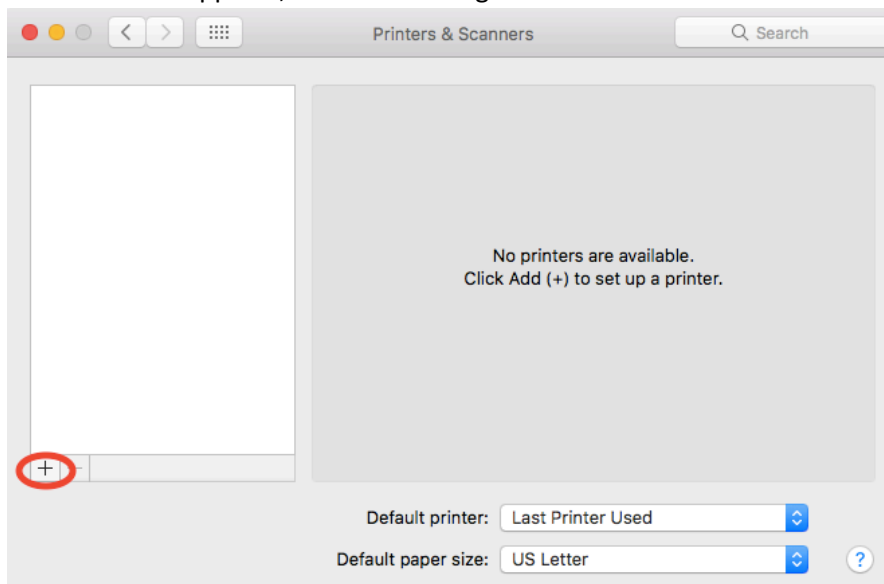 Printers & Scanners
Search
No printers are available.
Click Add (+) to set up a printer.
+ -
Default printer: Last Printer Used
Default paper size: US Letter
?